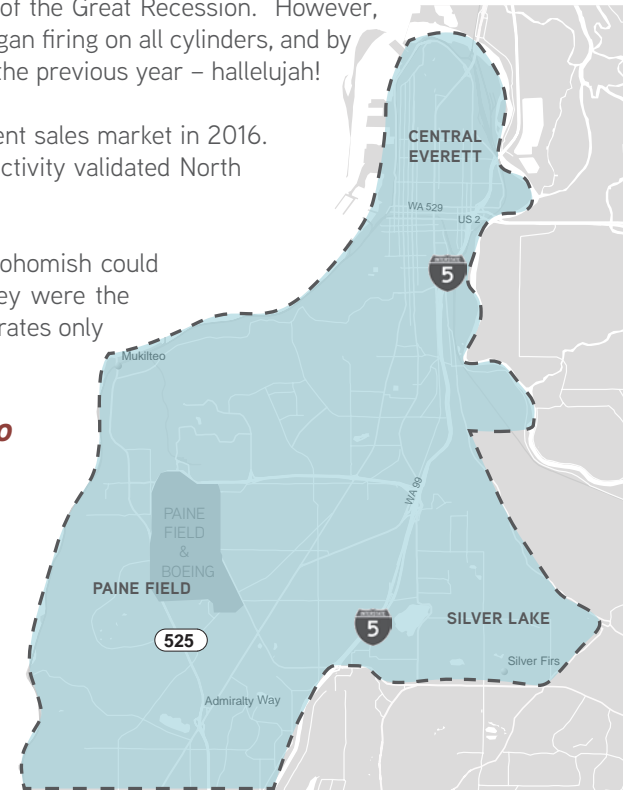 of the Great Recession. However,
gan firing on all cylinders, and by
the previous year – hallelujah!
ent sales market in 2016.
ctivity validated North
ohomish could
ey were the
rates only
o
CENTRAL
EVERETT
WA 529
US 2
INTERSTATE
5
Mukilteo
WA 99
PAINE
FIELD
&
BOEING
PAINE FIELD
525
INTERSTATE
5
SILVER LAKE
Silver Firs
Admiralty Way